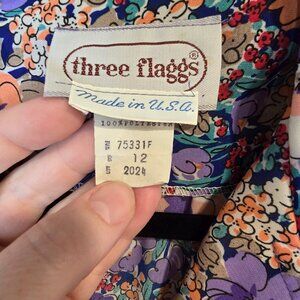 three flaggs®
Made in U.S.A.
100%POLYESTER
75331F
12
2024